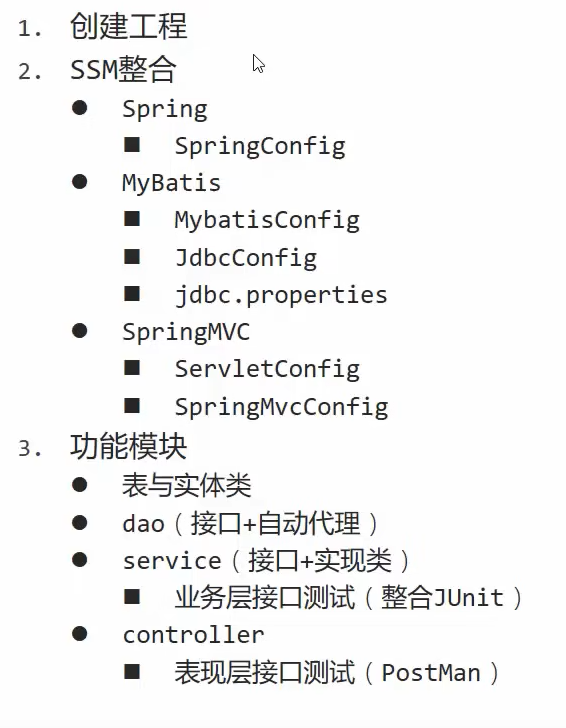 1. 创建工程
2. SSM整合
● Spring
■ SpringConfig
● MyBatis
■ MybatisConfig
■ JdbcConfig
■ jdbc.properties
● SpringMVC
■ ServletConfig
■ SpringMvcConfig
3. 功能模块
● 表与实体类
● dao（接口+自动代理）
● service（接口+实现类）
■ 业务层接口测试（整合JUnit）
● controller
■ 表现层接口测试（PostMan）